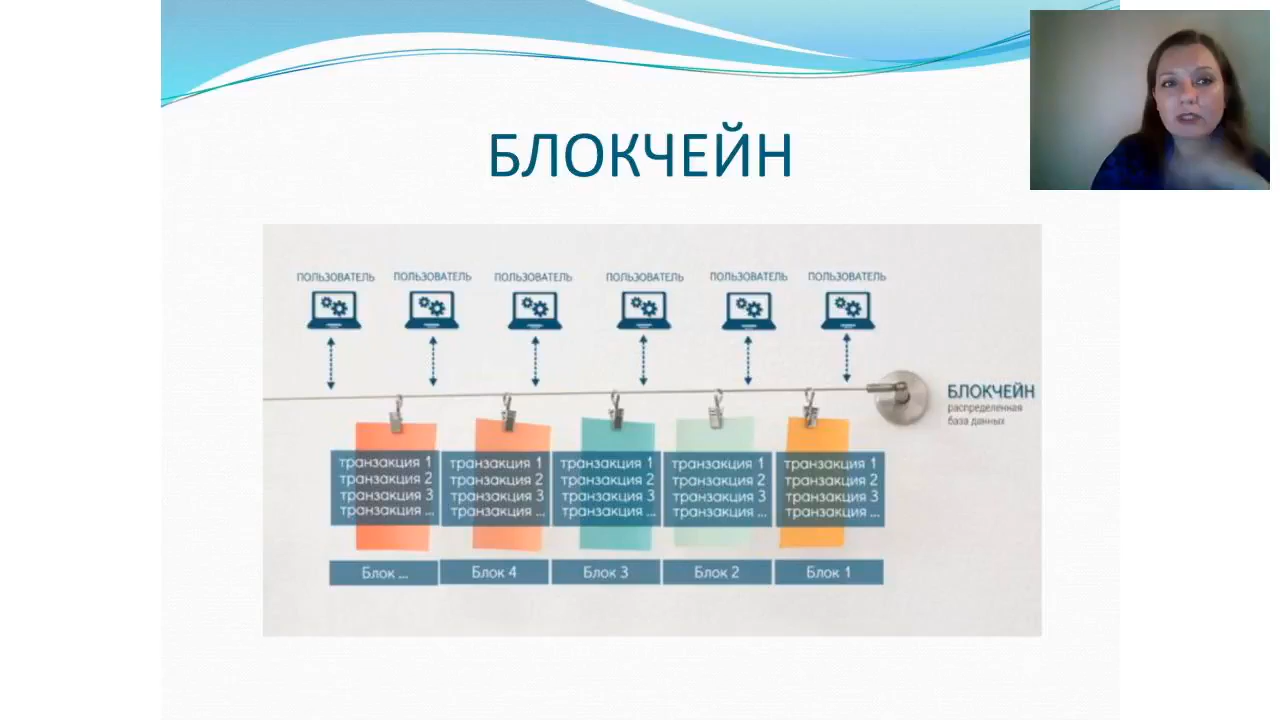 БЛОКЧЕЙН
ПОЛЬЗОВАТЕЛЬ
ПОЛЬЗОВАТЕЛЬ
ПОЛЬЗОВАТЕЛЬ
ПОЛЬЗОВАТЕЛЬ
ПОЛЬЗОВАТЕЛЬ
ПОЛЬЗОВАТЕЛЬ
БЛОКЧЕЙН
распределенная
база данных
транзакция 1
транзакция 2
транзакция 3
транзакция ...
транзакция 1
транзакция 2
транзакция 3
транзакция ...
транзакция 1
транзакция 2
транзакция 3
транзакция ...
транзакция 1
транзакция 2
транзакция 3
транзакция ...
транзакция 1
транзакция 2
транзакция 3
транзакция ...
Блок ...
Блок 4
Блок 3
Блок 2
Блок 1